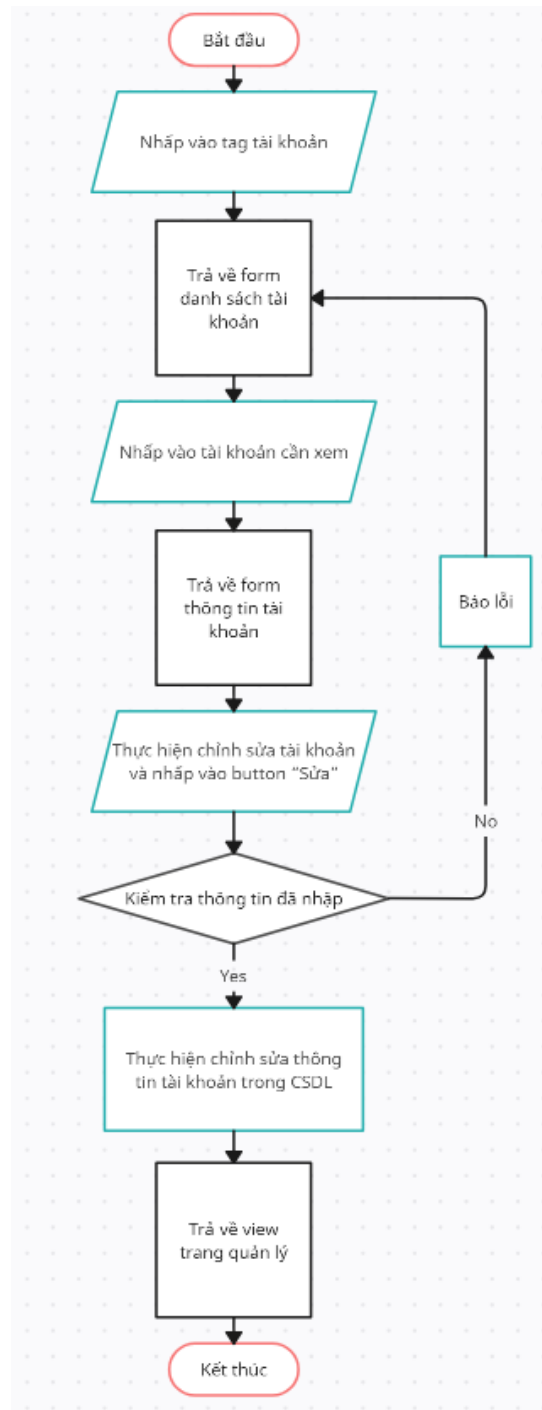 Bắt đầu
Nhấp vào tag tài khoản
Trả về form
danh sách tài
khoản
Nhấp vào tài khoản cần xem
Trả về form
thông tin tài
khoản
Báo lỗi
Thực hiện chỉnh sửa tài khoản
và nhấp vào button "Sửa"
No
Kiểm tra thông tin đã nhập
Yes
Thực hiện chỉnh sửa thông
tin tài khoản trong CSDL
Trả về view
trang quản lý
Kết thúc